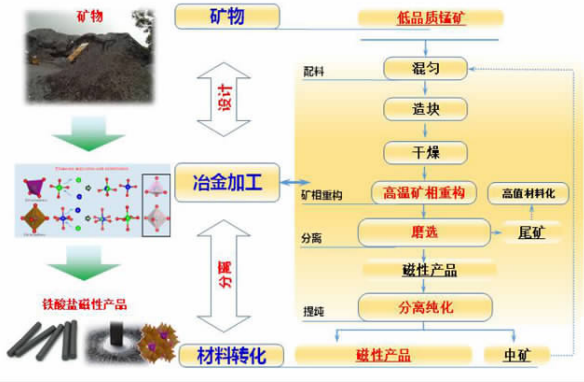 矿物
矿物
低品质锰矿
配料
混匀
设计
造块
干燥
冶金加工
矿相重构
高温矿相重构
高值材料化
分离
磨选
尾矿
磁性产品
分离
铁酸盐磁性产品
提纯
分离纯化
材料转化
磁性产品
中矿